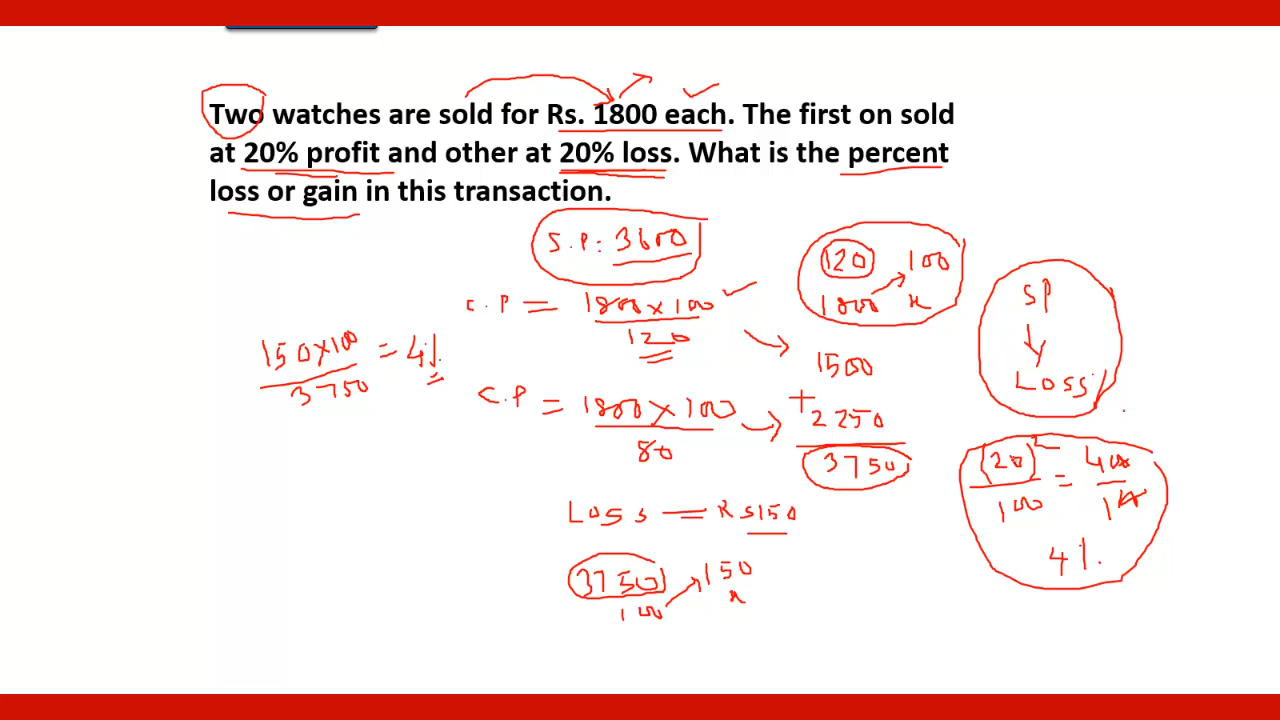 Two watches are sold for Rs. 1800 each. The first on sold
at 20% profit and other at 20% loss. What is the percent
loss or gain in this transaction.
S.P: 3600
120 100
1800 x
C.P = 1800 x 100
120
SP
LOSS
150 x 100 = 4%
3750
1500
C.P = 1800 x 100
80
+ 2250
3750
(20)2 = 400
100 100
4%
Loss = Rs150
3750 150
100 x